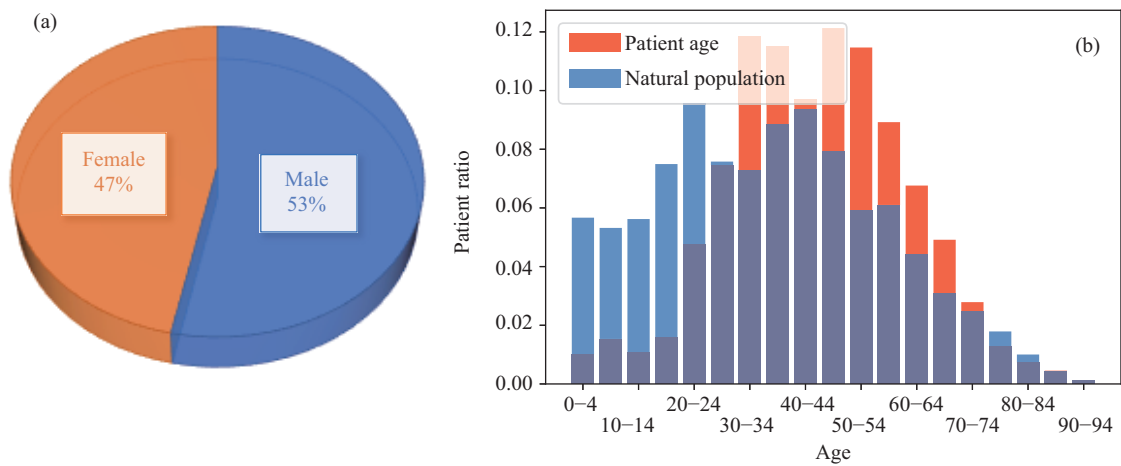 (a)
Female
47%
Male
53%
(b)
Patient age
Natural population
Patient ratio
0.12
0.10
0.08
0.06
0.04
0.02
0.00
0−4
20−24
40−44
60−64
80−84
10−14
30−34
50−54
70−74
90−94
Age